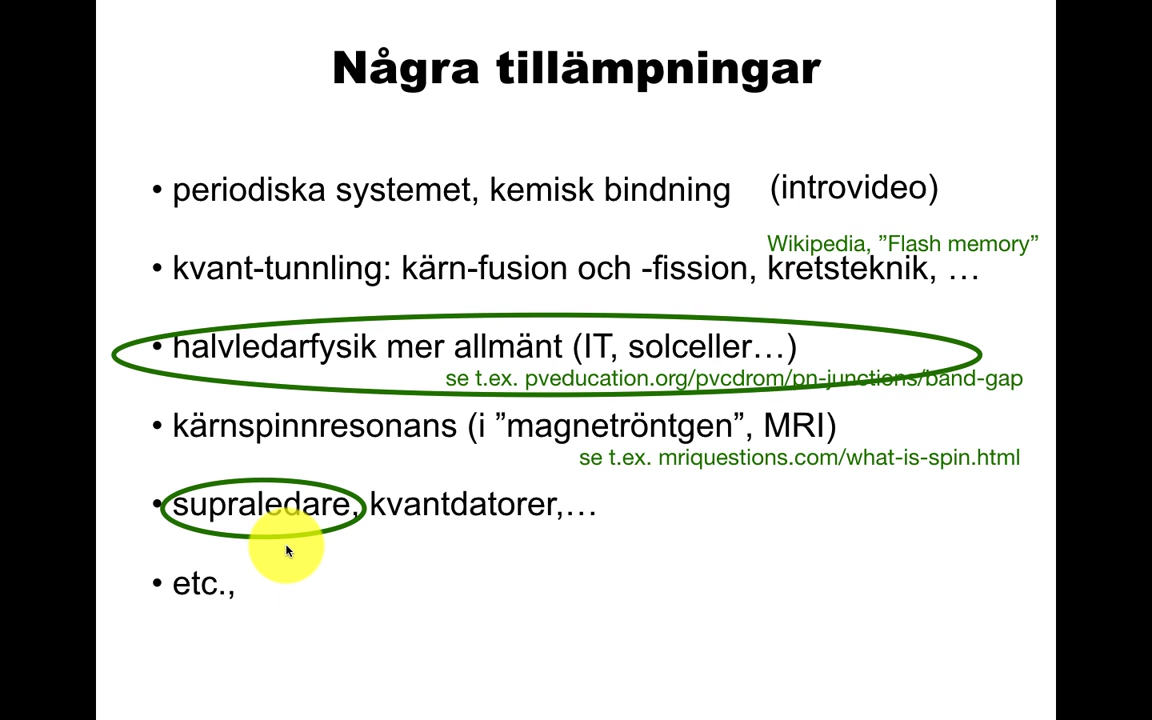 Några tillämpningar
• periodiska systemet, kemisk bindning (introvideo)
Wikipedia, ”Flash memory”
• kvant-tunnling: kärn-fusion och -fission, kretsteknik, …
• halvledarfysik mer allmänt (IT, solceller…)
se t.ex. pveducation.org/pvcdrom/pn-junctions/band-gap
• kärnspinnresonans (i ”magnetröntgen”, MRI)
se t.ex. mriquestions.com/what-is-spin.html
• supraledare, kvantdatorer,…
• etc.,